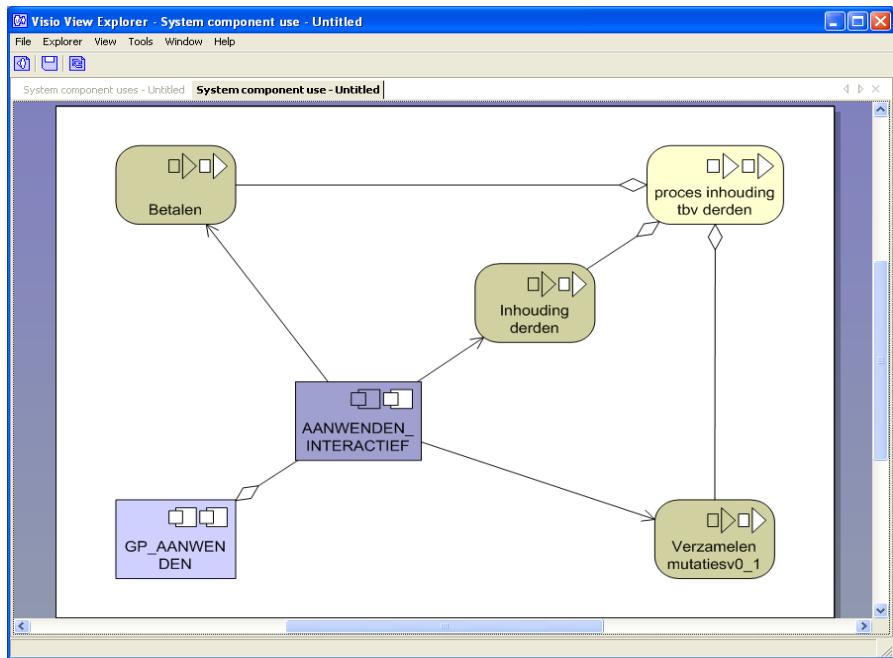 Visio View Explorer - System component use - Untitled
File Explorer View Tools Window Help
System component uses - Untitled System component use - Untitled
Betalen
proces inhouding
tbv derden
Inhouding
derden
AANWENDEN_
INTERACTIEF
GP_AANWEN
DEN
Verzamelen
mutatiesv0_1